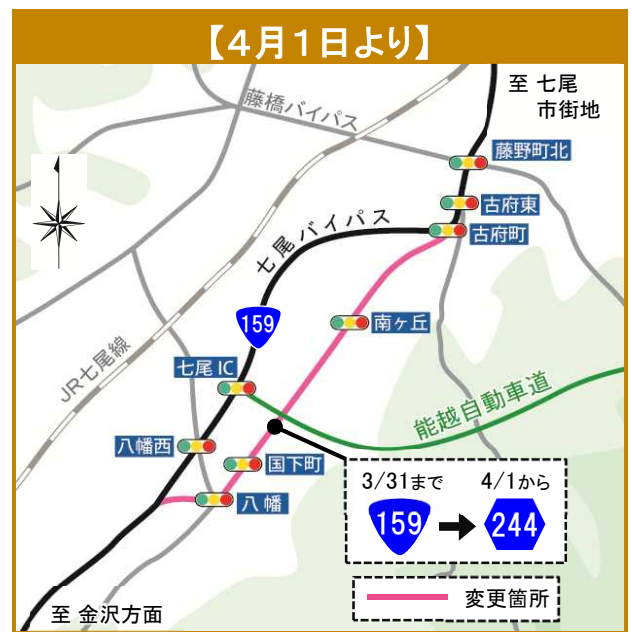 【4月1日より】
至 七尾
市街地
藤橋バイパス
藤野町北
古府東
古府町
七尾バイパス
159
南ヶ丘
JR七尾線
七尾IC
能越自動車道
八幡西
国下町
八幡
3/31まで
4/1から
159
244
変更箇所
至 金沢方面